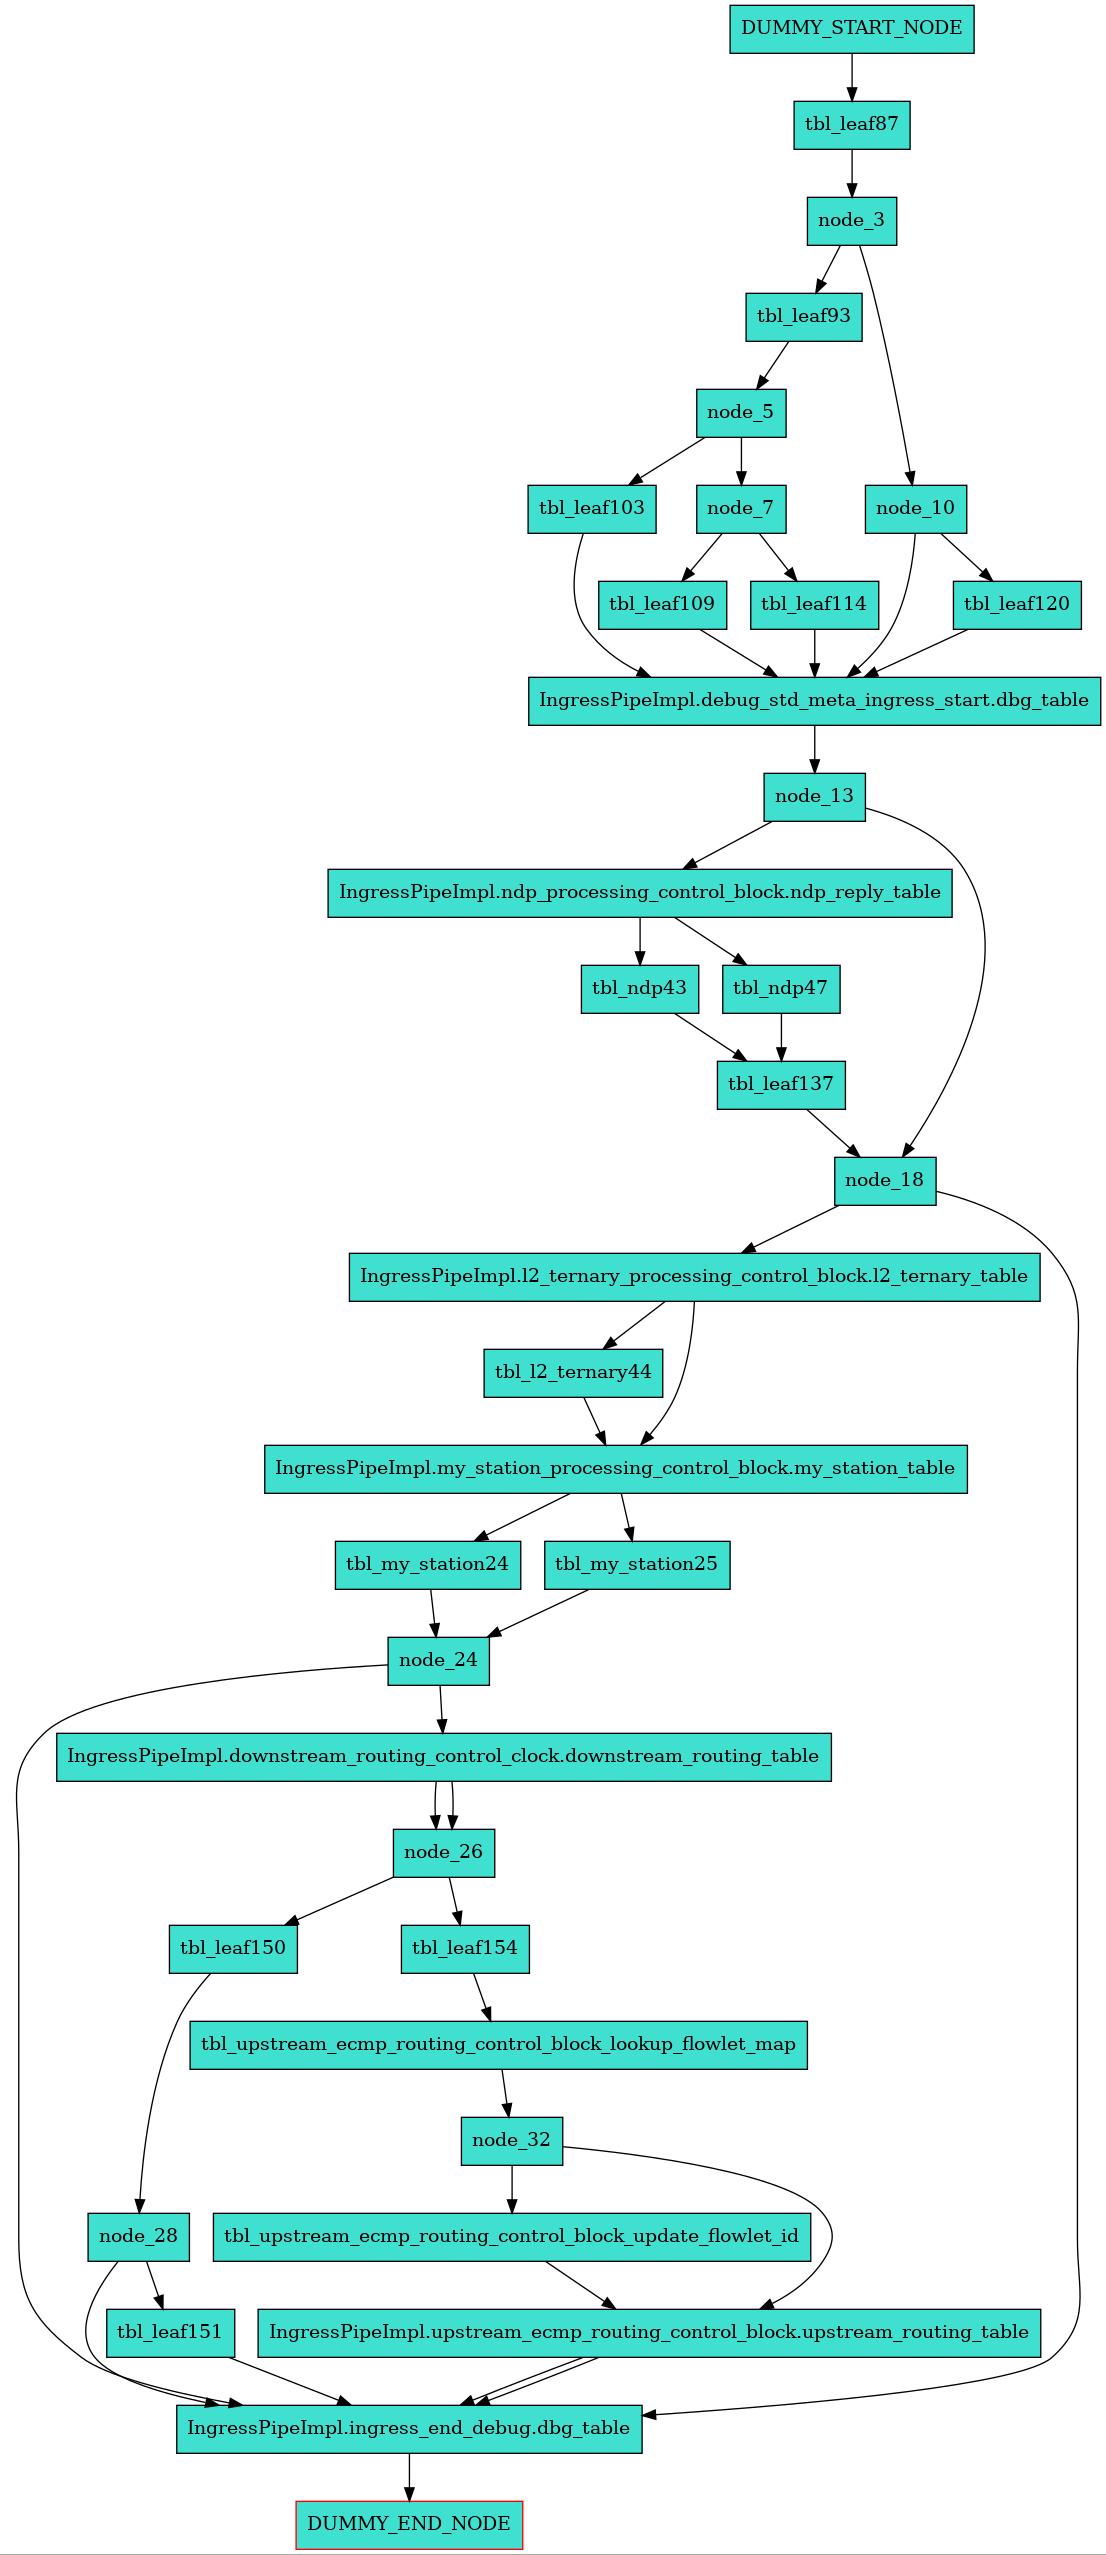 DUMMY_START_NODE
tbl_leaf87
node_3
tbl_leaf93
node_5
tbl_leaf103
node_7
node_10
tbl_leaf109
tbl_leaf114
tbl_leaf120
IngressPipeImpl.debug_std_meta_ingress_start.dbg_table
node_13
IngressPipeImpl.ndp_processing_control_block.ndp_reply_table
tbl_ndp43
tbl_ndp47
tbl_leaf137
node_18
IngressPipeImpl.l2_ternary_processing_control_block.l2_ternary_table
tbl_l2_ternary44
IngressPipeImpl.my_station_processing_control_block.my_station_table
tbl_my_station24
tbl_my_station25
node_24
IngressPipeImpl.downstream_routing_control_clock.downstream_routing_table
node_26
tbl_leaf150
tbl_leaf154
tbl_upstream_ecmp_routing_control_block_lookup_flowlet_map
node_32
node_28
tbl_upstream_ecmp_routing_control_block_update_flowlet_id
tbl_leaf151
IngressPipeImpl.upstream_ecmp_routing_control_block.upstream_routing_table
IngressPipeImpl.ingress_end_debug.dbg_table
DUMMY_END_NODE